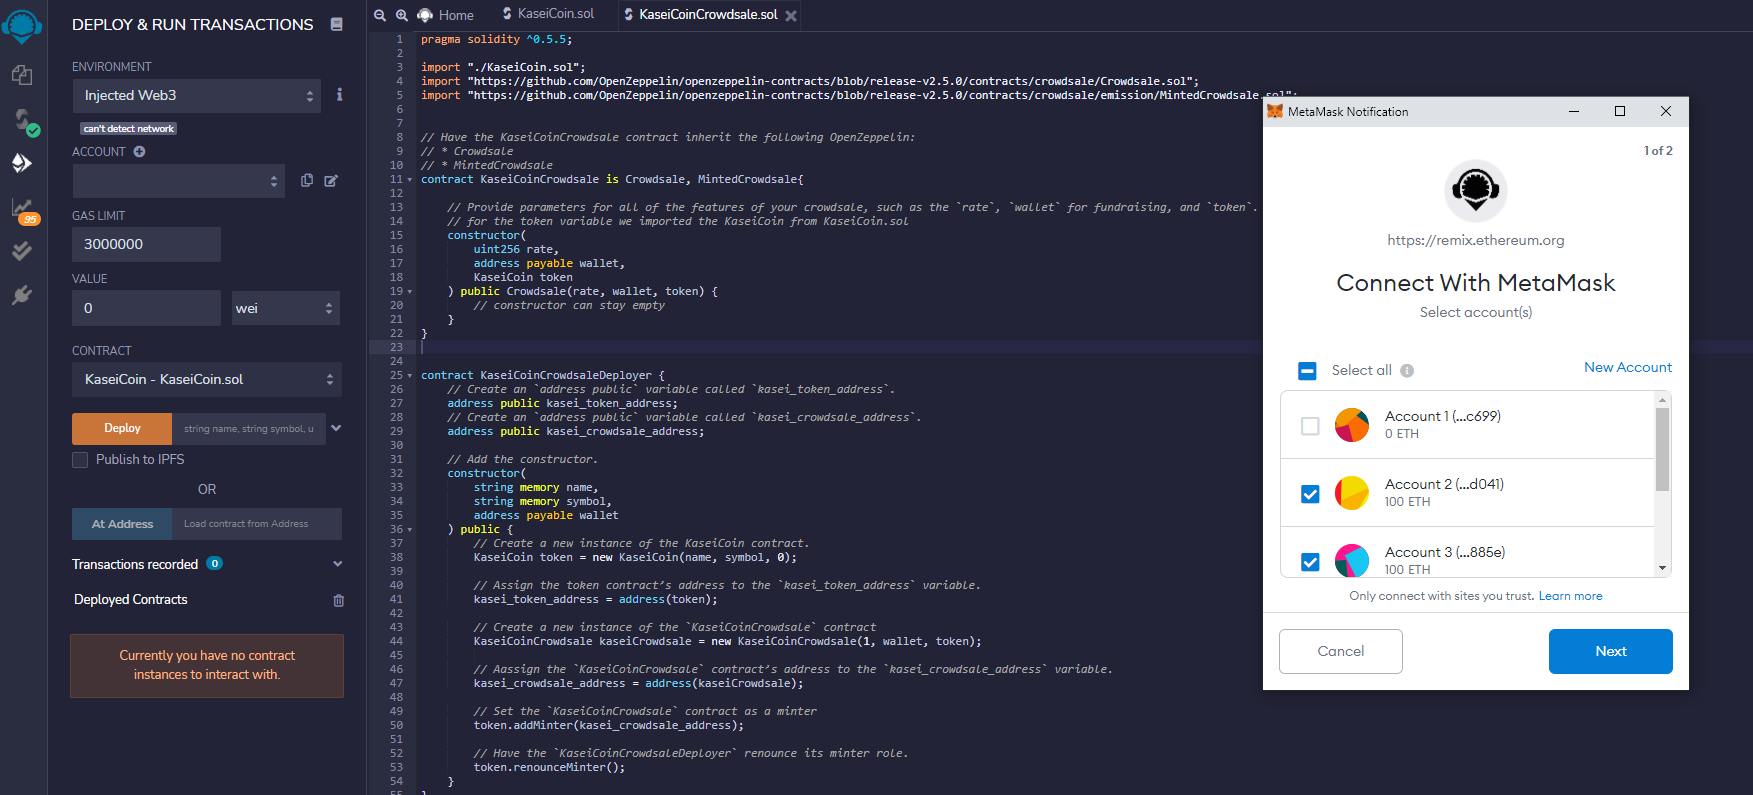 DEPLOY & RUN TRANSACTIONS
ENVIRONMENT
Injected Web3
i
can't detect network
ACCOUNT
GAS LIMIT
3000000
VALUE
0
wei
CONTRACT
KaseiCoin - KaseiCoin.sol
Deploy
string name, string symbol, u
Publish to IPFS
OR
At Address
Load contract from Address
Transactions recorded 0
Deployed Contracts
Currently you have no contract
instances to interact with.
95
Home
KaseiCoin.sol
KaseiCoinCrowdsale.sol
1 pragma solidity ^0.5.5;
2
3 import "./KaseiCoin.sol";
4 import "https://github.com/OpenZeppelin/openzeppelin-contracts/blob/release-v2.5.0/contracts/crowdsale/Crowdsale.sol";
5 import "https://github.com/OpenZeppelin/openzeppelin-contracts/blob/release-v2.5.0/contracts/crowdsale/emission/MintedCrowdsale.sol";
6
7
8 // Have the KaseiCoinCrowdsale contract inherit the following OpenZeppelin:
9 // * Crowdsale
10 // * MintedCrowdsale
11 contract KaseiCoinCrowdsale is Crowdsale, MintedCrowdsale{
12
13 // Provide parameters for all of the features of your crowdsale, such as the `rate`, `wallet` for fundraising, and `token`.
14 // for the token variable we imported the KaseiCoin from KaseiCoin.sol
15 constructor(
16 uint256 rate,
17 address payable wallet,
18 KaseiCoin token
19 ) public Crowdsale(rate, wallet, token) {
20 // constructor can stay empty
21 }
22 }
23
24
25 contract KaseiCoinCrowdsaleDeployer {
26 // Create an `address public` variable called `kasei_token_address`.
27 address public kasei_token_address;
28 // Create an `address public` variable called `kasei_crowdsale_address`.
29 address public kasei_crowdsale_address;
30
31 // Add the constructor.
32 constructor(
33 string memory name,
34 string memory symbol,
35 address payable wallet
36 ) public {
37 // Create a new instance of the KaseiCoin contract.
38 KaseiCoin token = new KaseiCoin(name, symbol, 0);
39
40 // Assign the token contract’s address to the `kasei_token_address` variable.
41 kasei_token_address = address(token);
42
43 // Create a new instance of the `KaseiCoinCrowdsale` contract
44 KaseiCoinCrowdsale kaseiCrowdsale = new KaseiCoinCrowdsale(1, wallet, token);
45
46 // Aassign the `KaseiCoinCrowdsale` contract’s address to the `kasei_crowdsale_address` variable.
47 kasei_crowdsale_address = address(kaseiCrowdsale);
48
49 // Set the `KaseiCoinCrowdsale` contract as a minter
50 token.addMinter(kasei_crowdsale_address);
51
52 // Have the `KaseiCoinCrowdsaleDeployer` renounce its minter role.
53 token.renounceMinter();
54 }
55 }
MetaMask Notification
1 of 2
https://remix.ethereum.org
Connect With MetaMask
Select account(s)
Select all i
New Account
Account 1 (...c699)
0 ETH
Account 2 (...d041)
100 ETH
Account 3 (...885e)
100 ETH
Only connect with sites you trust. Learn more
Cancel
Next